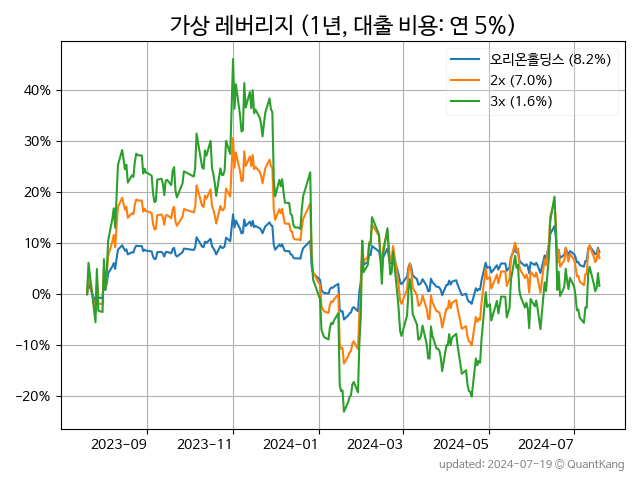 가상 레버리지 (1년, 대출 비용: 연 5%)
오리온홀딩스 (8.2%)
2x (7.0%)
3x (1.6%)
40%
30%
20%
10%
0%
−10%
−20%
2023-09
2023-11
2024-01
2024-03
2024-05
2024-07
updated: 2024-07-19 © QuantKang